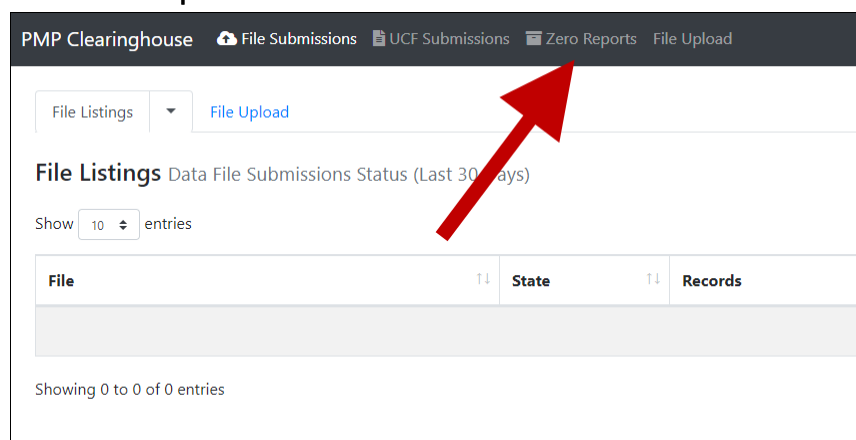 PMP Clearinghouse File Submissions UCF Submissions Zero Reports File Upload
File Listings File Upload
File Listings Data File Submissions Status (Last 30 Days)
Show 10 entries
File State Records
Showing 0 to 0 of 0 entries